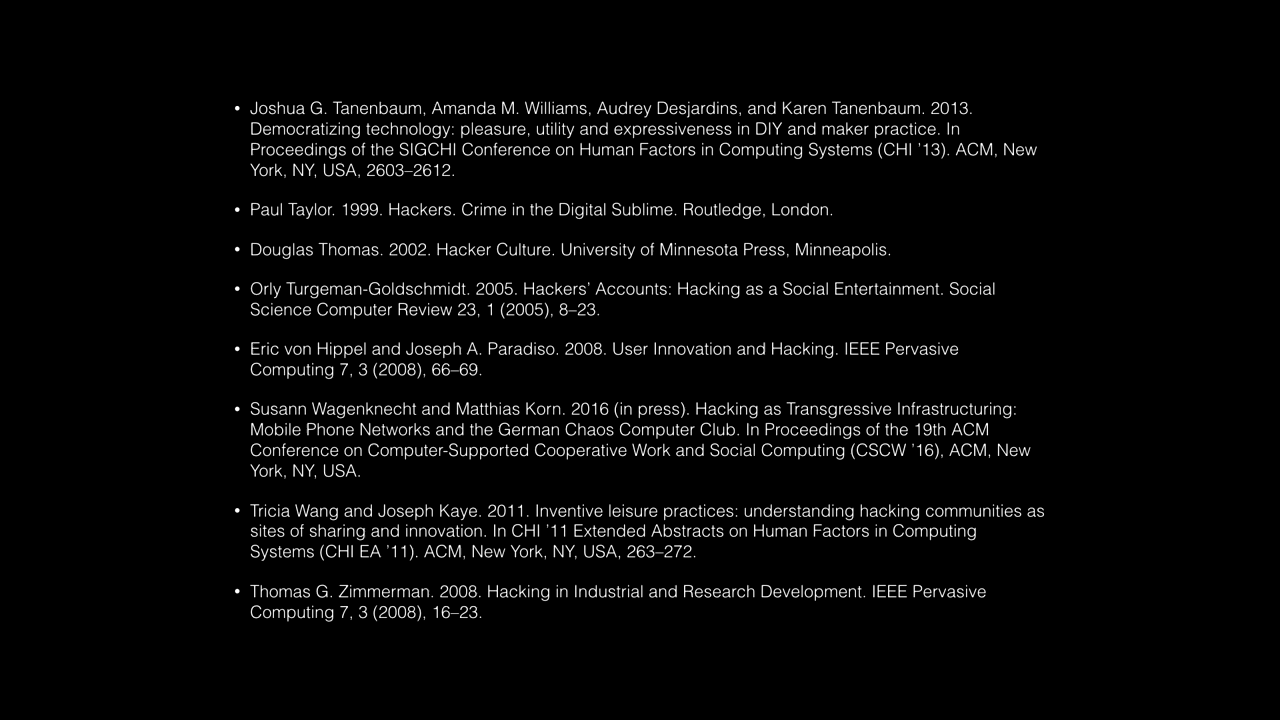 • Joshua G. Tanenbaum, Amanda M. Williams, Audrey Desjardins, and Karen Tanenbaum. 2013.
Democratizing technology: pleasure, utility and expressiveness in DIY and maker practice. In
Proceedings of the SIGCHI Conference on Human Factors in Computing Systems (CHI ’13). ACM, New
York, NY, USA, 2603–2612.
• Paul Taylor. 1999. Hackers. Crime in the Digital Sublime. Routledge, London.
• Douglas Thomas. 2002. Hacker Culture. University of Minnesota Press, Minneapolis.
• Orly Turgeman-Goldschmidt. 2005. Hackers’ Accounts: Hacking as a Social Entertainment. Social
Science Computer Review 23, 1 (2005), 8–23.
• Eric von Hippel and Joseph A. Paradiso. 2008. User Innovation and Hacking. IEEE Pervasive
Computing 7, 3 (2008), 66–69.
• Susann Wagenknecht and Matthias Korn. 2016 (in press). Hacking as Transgressive Infrastructuring:
Mobile Phone Networks and the German Chaos Computer Club. In Proceedings of the 19th ACM
Conference on Computer-Supported Cooperative Work and Social Computing (CSCW ’16), ACM, New
York, NY, USA.
• Tricia Wang and Joseph Kaye. 2011. Inventive leisure practices: understanding hacking communities as
sites of sharing and innovation. In CHI ’11 Extended Abstracts on Human Factors in Computing
Systems (CHI EA ’11). ACM, New York, NY, USA, 263–272.
• Thomas G. Zimmerman. 2008. Hacking in Industrial and Research Development. IEEE Pervasive
Computing 7, 3 (2008), 16–23.